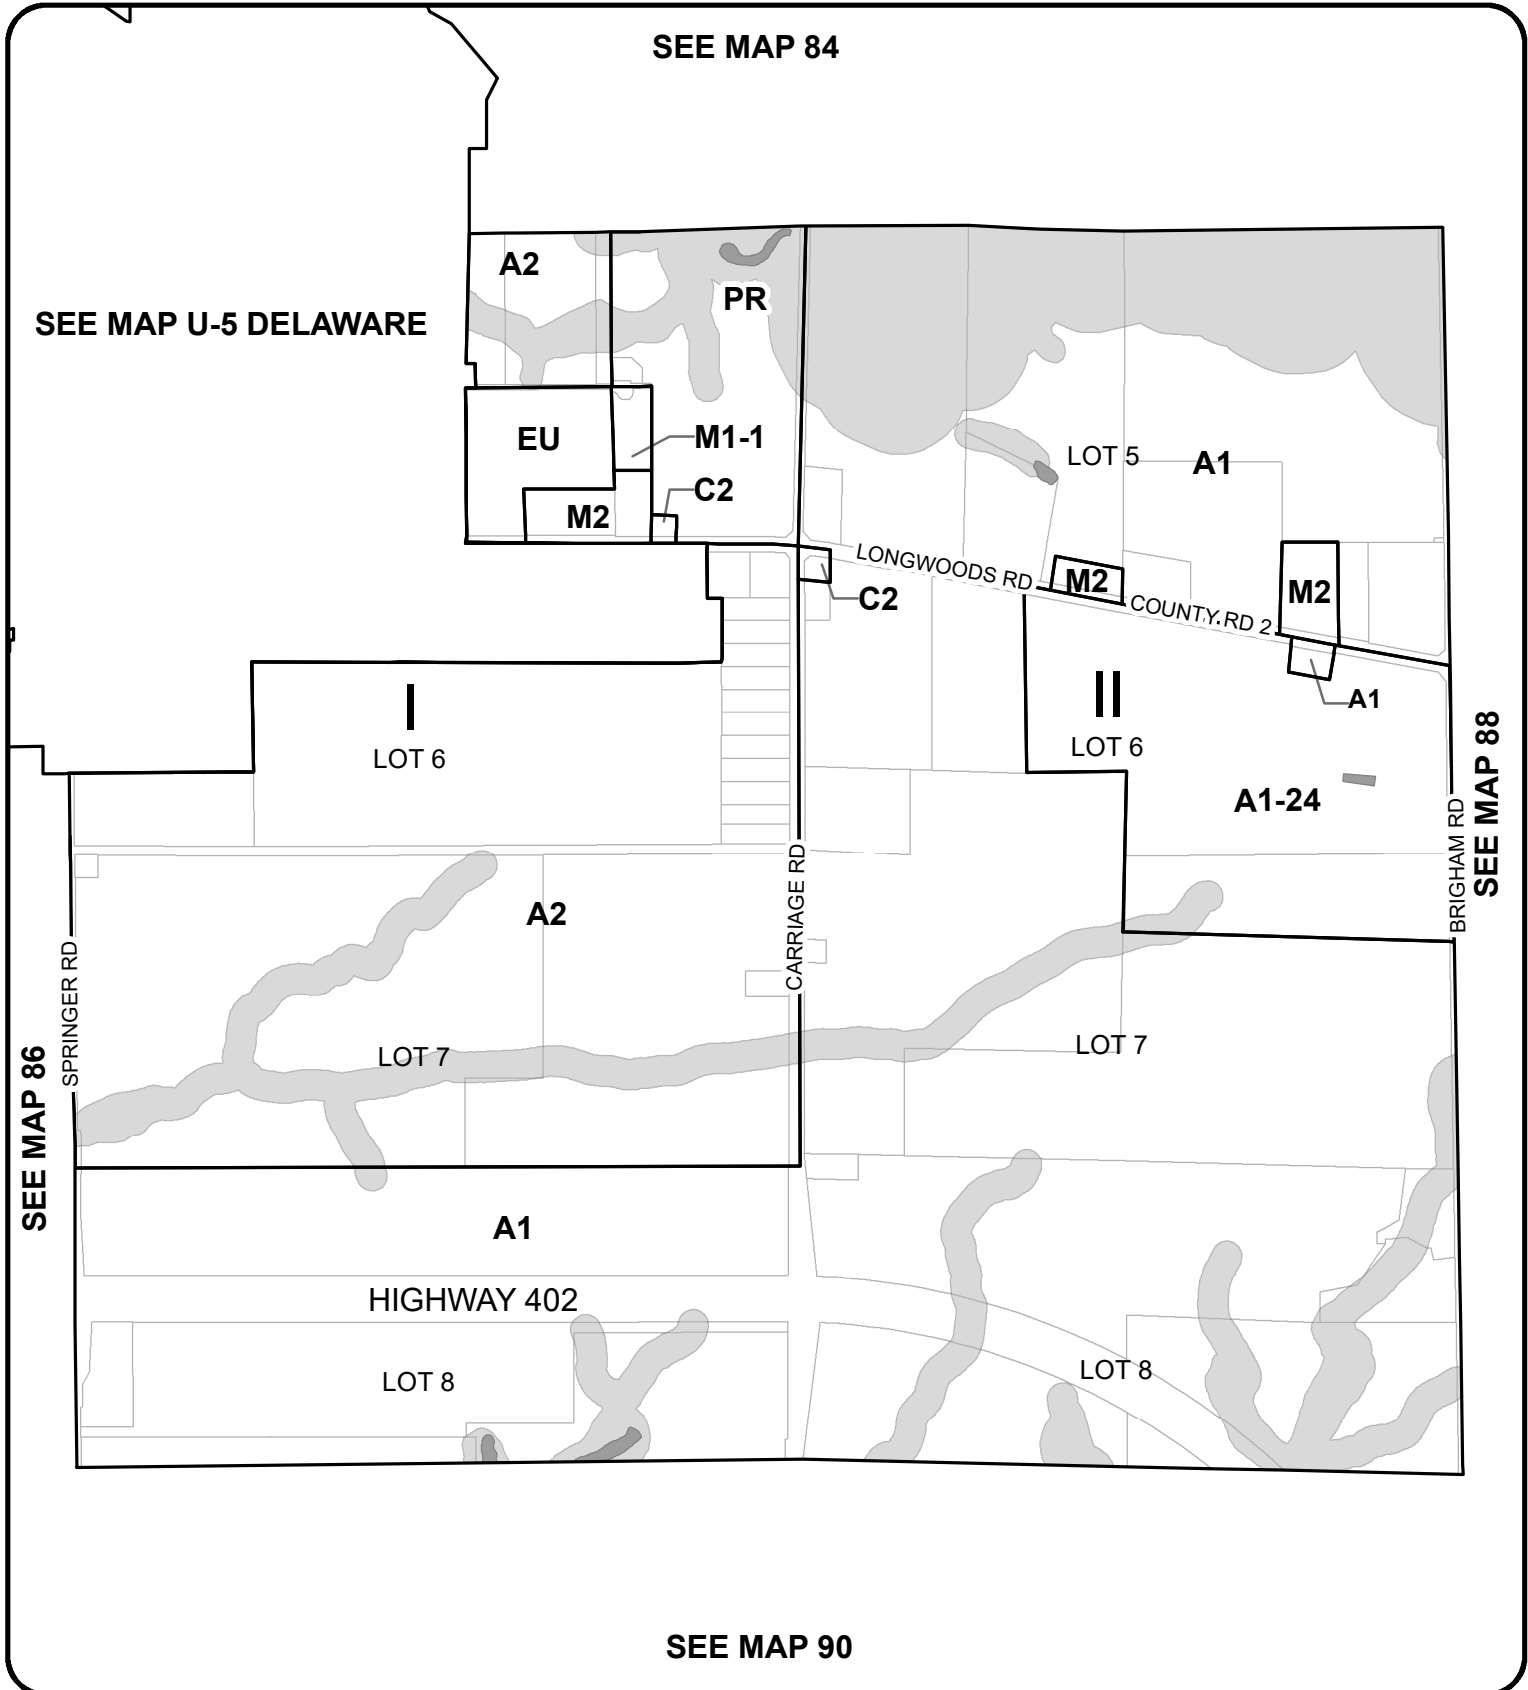 SEE MAP 84
A2
PR
SEE MAP U-5 DELAWARE
EU
M1-1
LOT 5
A1
C2
M2
LONGWOODS RD
M2
M2
C2
COUNTY RD 2
I
II
A1
LOT 6
LOT 6
SEE MAP 88
A1-24
BRIGHAM RD
CARRIAGE RD
A2
SPRINGER RD
LOT 7
LOT 7
SEE MAP 86
A1
HIGHWAY 402
LOT 8
LOT 8
SEE MAP 90